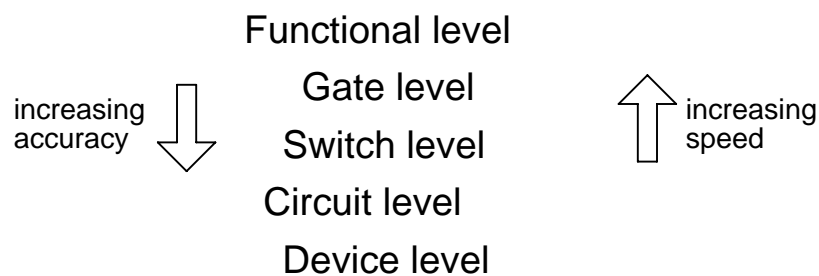 Functional level
Gate level
increasing
accuracy
increasing
speed
Switch level
Circuit level
Device level